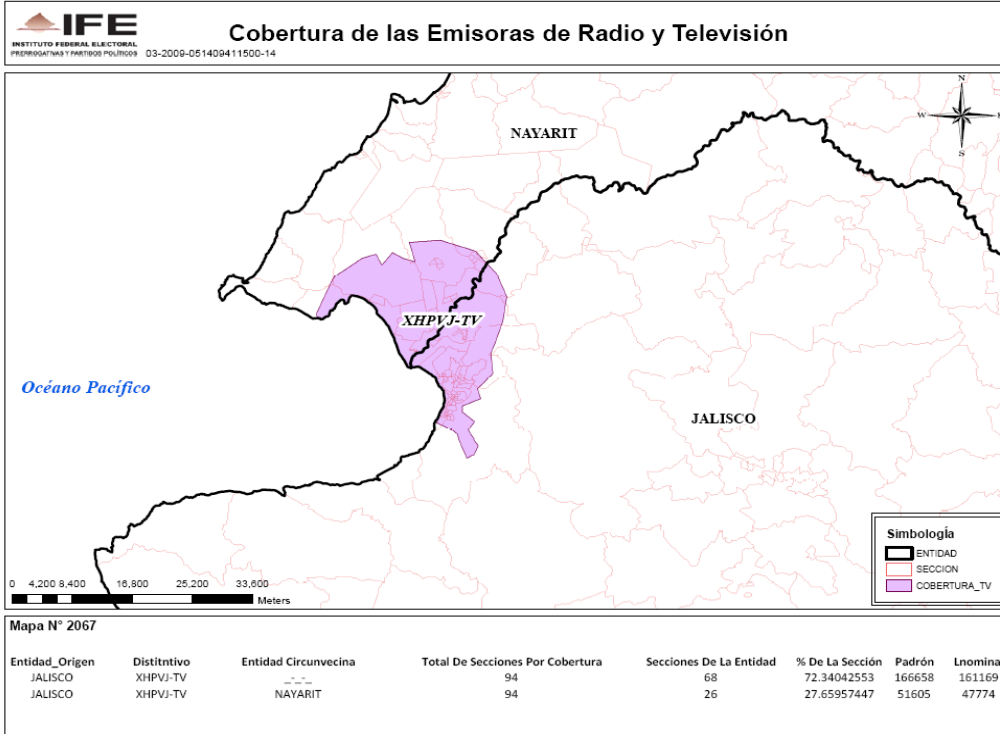 IFE
INSTITUTO FEDERAL ELECTORAL
PRERROGATIVAS Y PARTIDOS POLÍTICOS
03-2009-051409411500-14
Cobertura de las Emisoras de Radio y Televisión
N
W
S
NAYARIT
XHPVJ-TV
Océano Pacífico
JALISCO
Simbología
ENTIDAD
SECCION
COBERTURA_TV
0 4,200 8,400 16,800 25,200 33,600
Meters
Mapa N° 2067
Entidad_Origen Distitntivo Entidad Circunvecina Total De Secciones Por Cobertura Secciones De La Entidad % De La Sección Padrón Lnomina
JALISCO XHPVJ-TV _-_-_ 94 68 72.34042553 166658 161169
JALISCO XHPVJ-TV NAYARIT 94 26 27.65957447 51605 47774